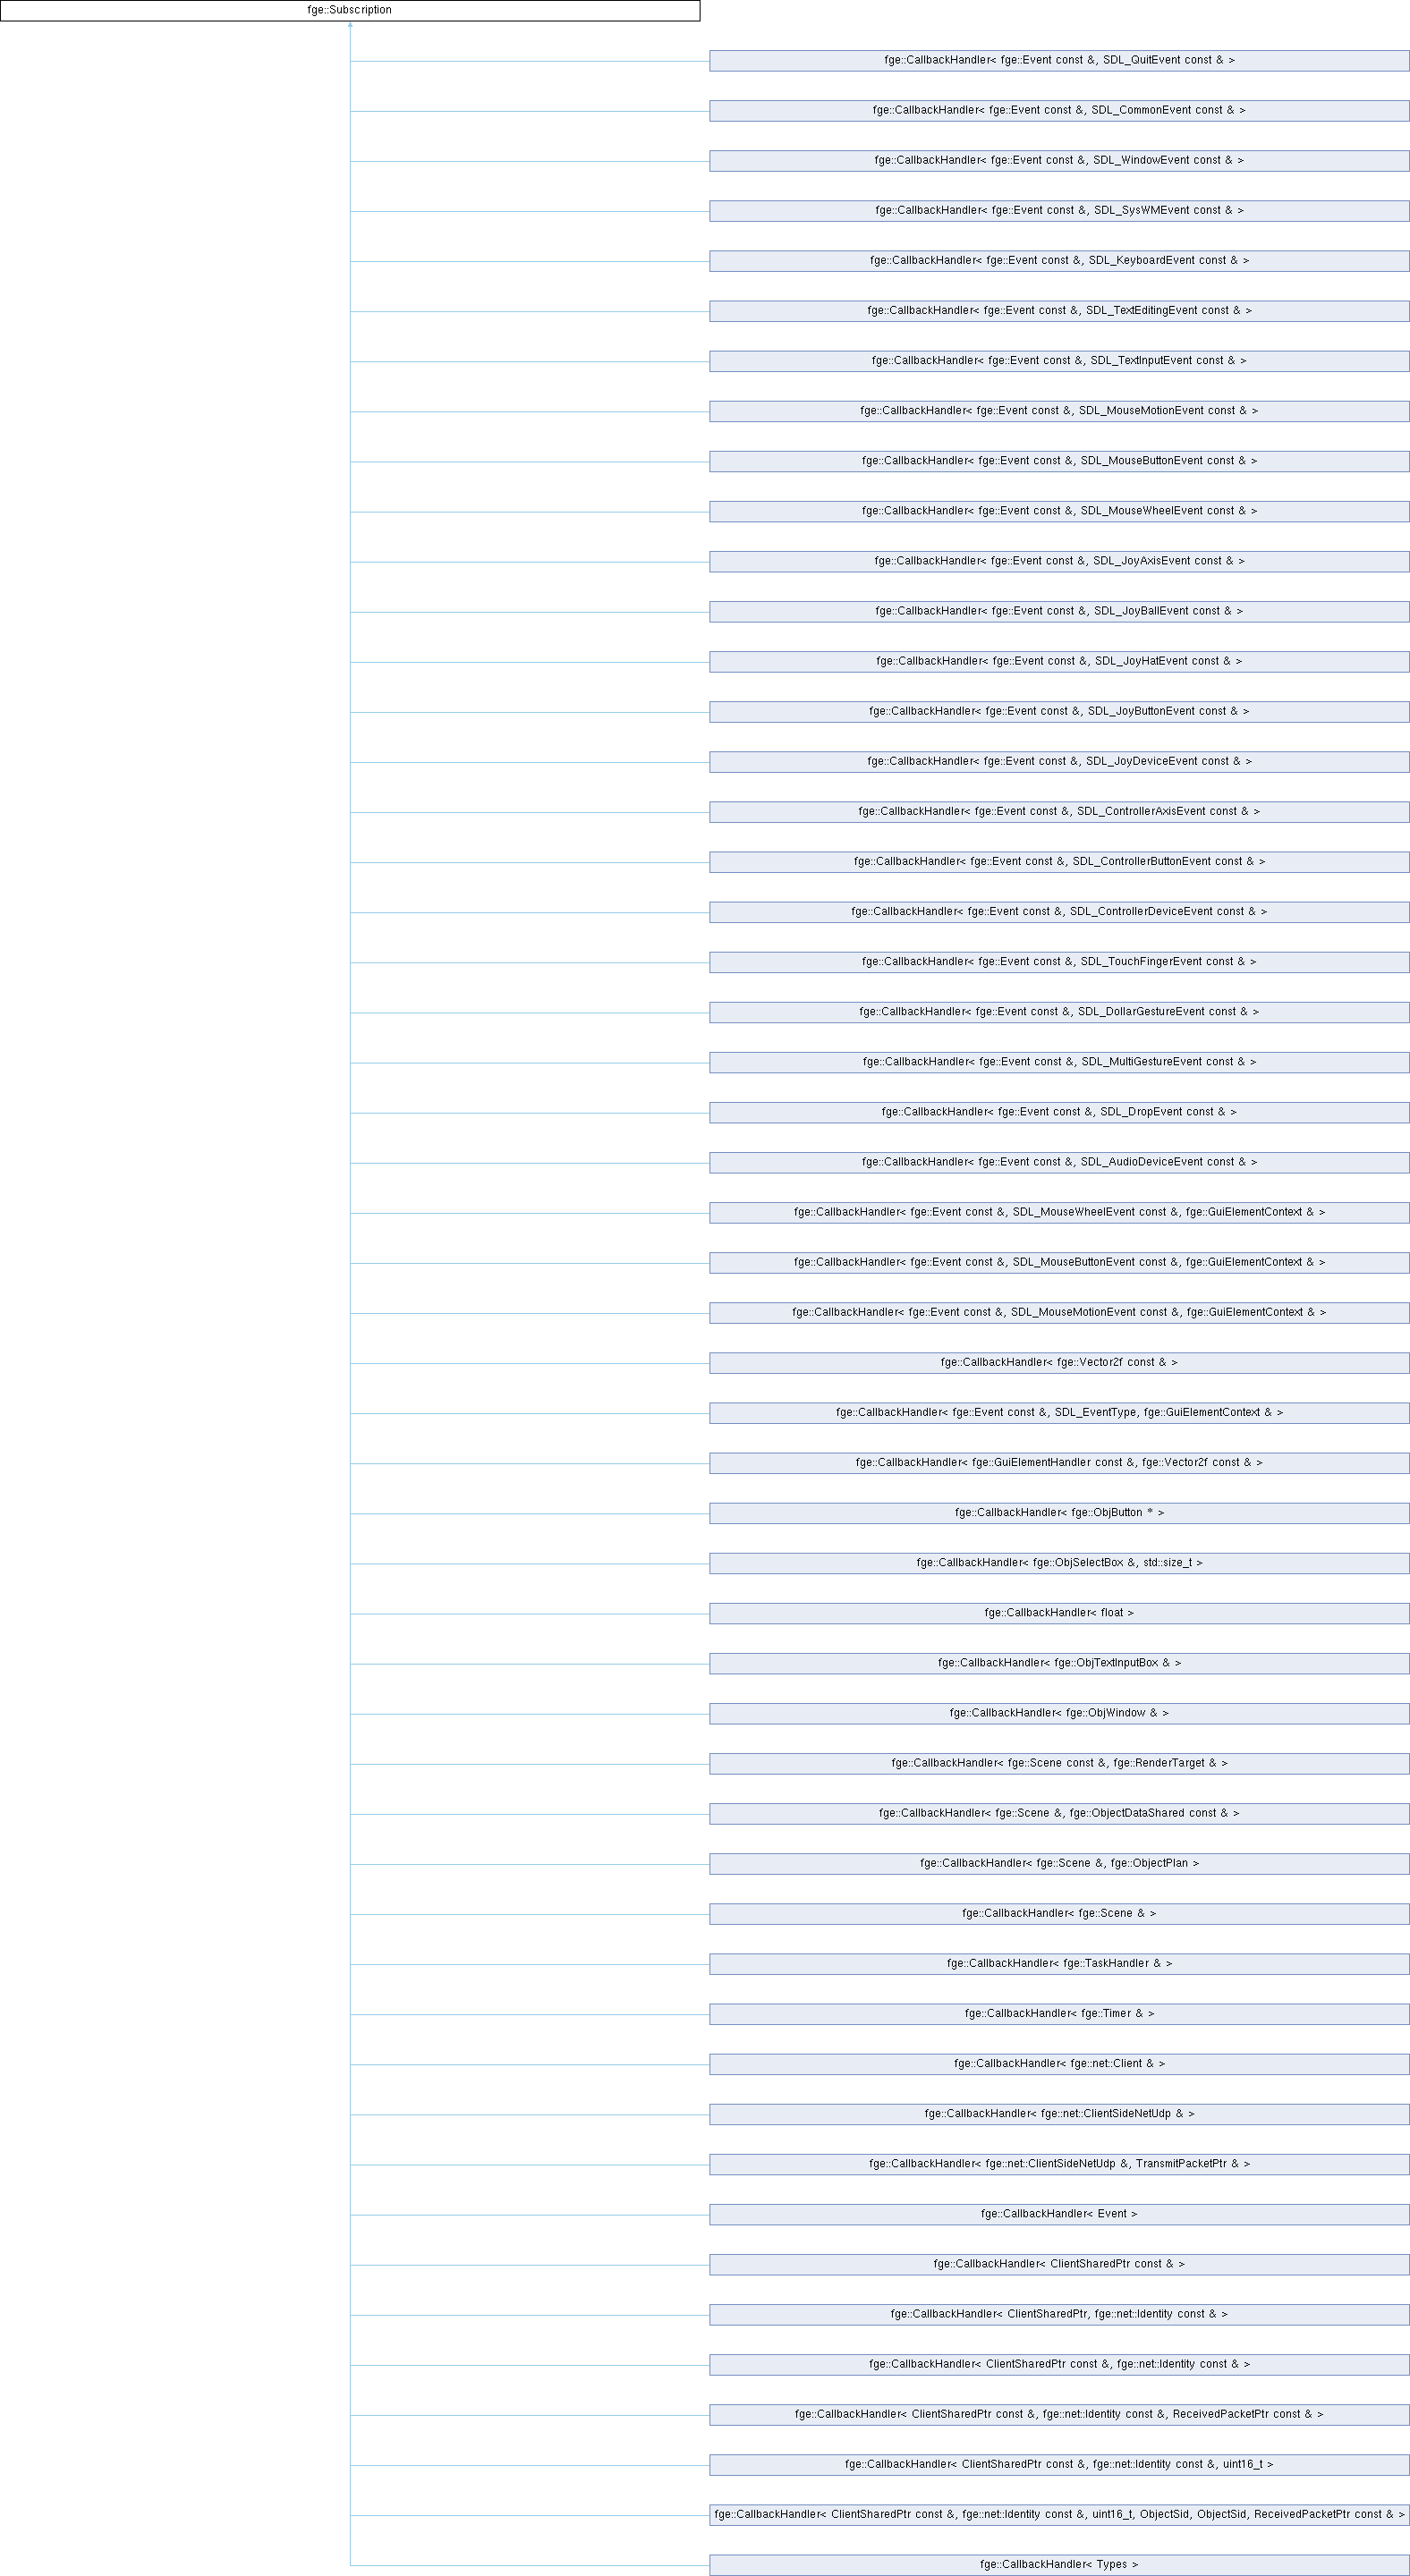 fge::Subscription
fge::CallbackHandler< fge::Event const &, SDL_QuitEvent const & >
fge::CallbackHandler< fge::Event const &, SDL_CommonEvent const & >
fge::CallbackHandler< fge::Event const &, SDL_WindowEvent const & >
fge::CallbackHandler< fge::Event const &, SDL_SysWMEvent const & >
fge::CallbackHandler< fge::Event const &, SDL_KeyboardEvent const & >
fge::CallbackHandler< fge::Event const &, SDL_TextEditingEvent const & >
fge::CallbackHandler< fge::Event const &, SDL_TextInputEvent const & >
fge::CallbackHandler< fge::Event const &, SDL_MouseMotionEvent const & >
fge::CallbackHandler< fge::Event const &, SDL_MouseButtonEvent const & >
fge::CallbackHandler< fge::Event const &, SDL_MouseWheelEvent const & >
fge::CallbackHandler< fge::Event const &, SDL_JoyAxisEvent const & >
fge::CallbackHandler< fge::Event const &, SDL_JoyBallEvent const & >
fge::CallbackHandler< fge::Event const &, SDL_JoyHatEvent const & >
fge::CallbackHandler< fge::Event const &, SDL_JoyButtonEvent const & >
fge::CallbackHandler< fge::Event const &, SDL_JoyDeviceEvent const & >
fge::CallbackHandler< fge::Event const &, SDL_ControllerAxisEvent const & >
fge::CallbackHandler< fge::Event const &, SDL_ControllerButtonEvent const & >
fge::CallbackHandler< fge::Event const &, SDL_ControllerDeviceEvent const & >
fge::CallbackHandler< fge::Event const &, SDL_TouchFingerEvent const & >
fge::CallbackHandler< fge::Event const &, SDL_DollarGestureEvent const & >
fge::CallbackHandler< fge::Event const &, SDL_MultiGestureEvent const & >
fge::CallbackHandler< fge::Event const &, SDL_DropEvent const & >
fge::CallbackHandler< fge::Event const &, SDL_AudioDeviceEvent const & >
fge::CallbackHandler< fge::Event const &, SDL_MouseWheelEvent const &, fge::GuiElementContext & >
fge::CallbackHandler< fge::Event const &, SDL_MouseButtonEvent const &, fge::GuiElementContext & >
fge::CallbackHandler< fge::Event const &, SDL_MouseMotionEvent const &, fge::GuiElementContext & >
fge::CallbackHandler< fge::Vector2f const & >
fge::CallbackHandler< fge::Event const &, SDL_EventType, fge::GuiElementContext & >
fge::CallbackHandler< fge::GuiElementHandler const &, fge::Vector2f const & >
fge::CallbackHandler< fge::ObjButton * >
fge::CallbackHandler< fge::ObjSelectBox &, std::size_t >
fge::CallbackHandler< float >
fge::CallbackHandler< fge::ObjTextInputBox & >
fge::CallbackHandler< fge::ObjWindow & >
fge::CallbackHandler< fge::Scene const &, fge::RenderTarget & >
fge::CallbackHandler< fge::Scene &, fge::ObjectDataShared const & >
fge::CallbackHandler< fge::Scene &, fge::ObjectPlan >
fge::CallbackHandler< fge::Scene & >
fge::CallbackHandler< fge::TaskHandler & >
fge::CallbackHandler< fge::Timer & >
fge::CallbackHandler< fge::net::Client & >
fge::CallbackHandler< fge::net::ClientSideNetUdp & >
fge::CallbackHandler< fge::net::ClientSideNetUdp &, TransmitPacketPtr & >
fge::CallbackHandler< Event >
fge::CallbackHandler< ClientSharedPtr const & >
fge::CallbackHandler< ClientSharedPtr, fge::net::Identity const & >
fge::CallbackHandler< ClientSharedPtr const &, fge::net::Identity const & >
fge::CallbackHandler< ClientSharedPtr const &, fge::net::Identity const &, ReceivedPacketPtr const & >
fge::CallbackHandler< ClientSharedPtr const &, fge::net::Identity const &, uint16_t >
fge::CallbackHandler< ClientSharedPtr const &, fge::net::Identity const &, uint16_t, ObjectSid, ObjectSid, ReceivedPacketPtr const & >
fge::CallbackHandler< Types >